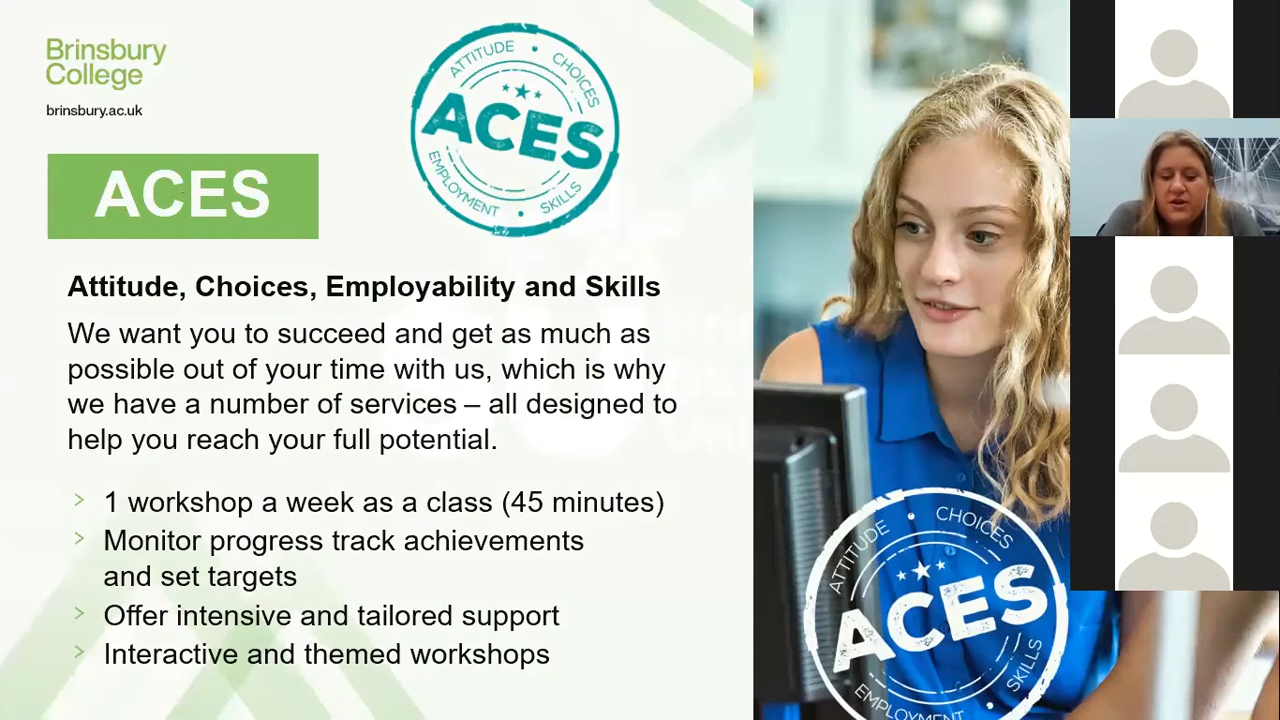 Brinsbury
College
brinsbury.ac.uk
ATTITUDE • CHOICES
ACES
EMPLOYMENT • SKILLS
ACES
Attitude, Choices, Employability and Skills
We want you to succeed and get as much as
possible out of your time with us, which is why
we have a number of services – all designed to
help you reach your full potential.
1 workshop a week as a class (45 minutes)
Monitor progress track achievements
and set targets
Offer intensive and tailored support
Interactive and themed workshops
ATTITUDE • CHOICES
ACES
EMPLOYMENT • SKILLS